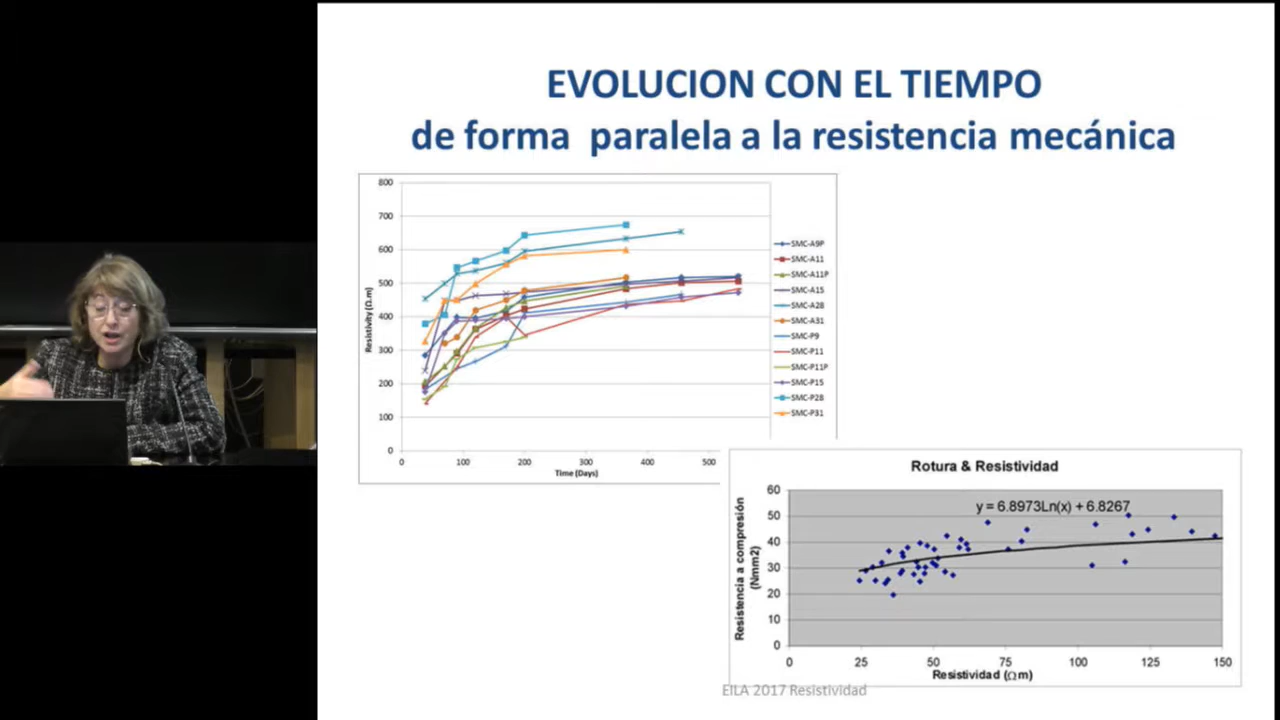 EVOLUCION CON EL TIEMPO
de forma paralela a la resistencia mecánica
800
700
600
500
400
300
200
100
0
Resistivity (Ω.m)
0 100 200 300 400 500
Time (Days)
SMC-A9P
SMC-A11
SMC-A11P
SMC-A15
SMC-A28
SMC-A31
SMC-P9
SMC-P11
SMC-P11P
SMC-P15
SMC-P28
SMC-P31
Rotura & Resistividad
y = 6.8973Ln(x) + 6.8267
60
50
40
30
20
10
0
Resistencia a compresión
(Nmm2)
0 25 50 75 100 125 150
Resistividad (Ωm)
EILA 2017 Resistividad